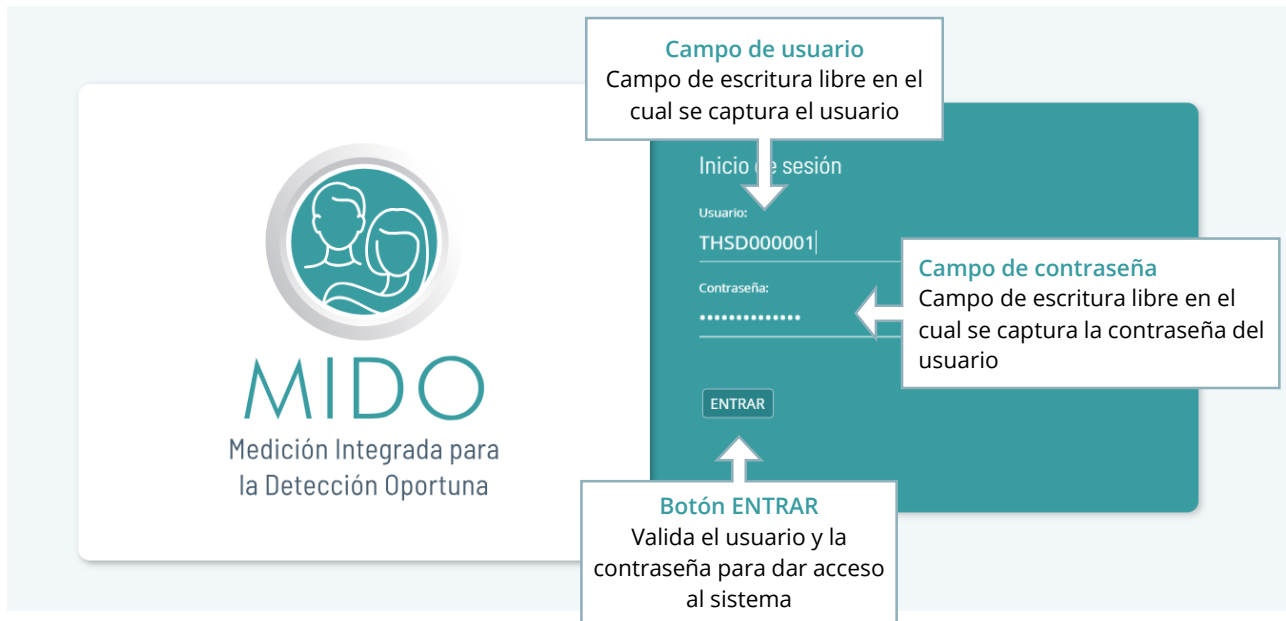 Campo de usuario
Campo de escritura libre en el
cual se captura el usuario
Inicio de sesión
Usuario:
THSD000001
Campo de contraseña
Campo de escritura libre en el
cual se captura la contraseña del
usuario
Contraseña:
••••••••••••••
ENTRAR
MIDO
Medición Integrada para
la Detección Oportuna
Botón ENTRAR
Valida el usuario y la
contraseña para dar acceso
al sistema